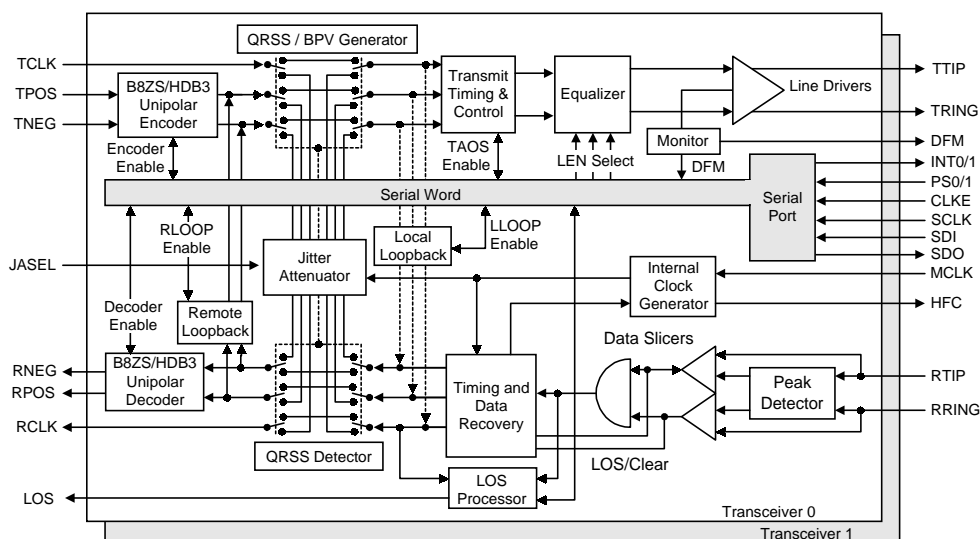 QRSS / BPV Generator
TCLK
TPOS
TNEG
B8ZS/HDB3
Unipolar
Encoder
Encoder
Enable
Transmit
Timing &
Control
TAOS
Enable
Equalizer
LEN Select
Line Drivers
Monitor
DFM
TTIP
TRING
DFM
INT0/1
PS0/1
CLKE
SCLK
SDI
SDO
Serial Word
Serial
Port
RLOOP
Enable
LLOOP
Enable
Local
Loopback
JASEL
Jitter
Attenuator
Internal
Clock
Generator
MCLK
HFC
Decoder
Enable
Remote
Loopback
Data Slicers
RNEG
RPOS
RCLK
B8ZS/HDB3
Unipolar
Decoder
Timing and
Data
Recovery
Peak
Detector
RTIP
RRING
QRSS Detector
LOS/Clear
LOS
LOS
Processor
Transceiver 0
Transceiver 1